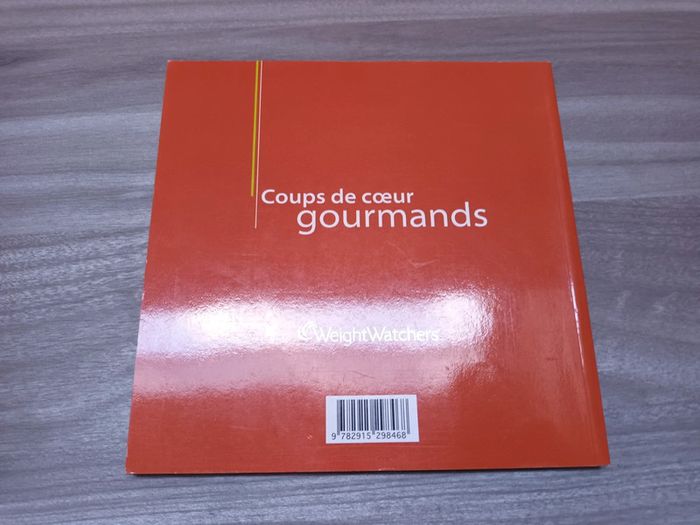 Coups de cœur
gourmands
WeightWatchers
9 782915 298468